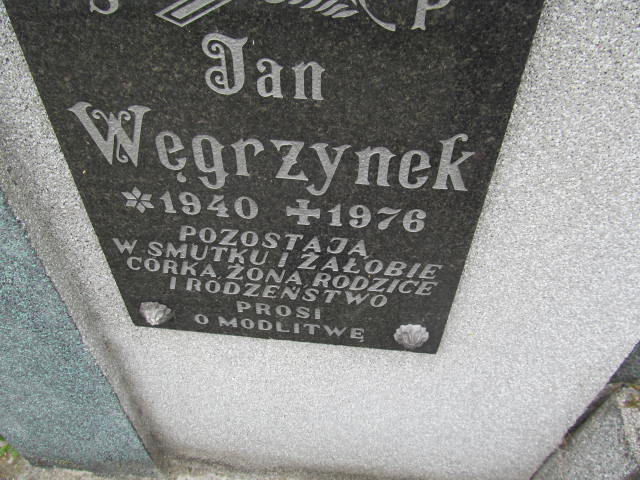 S P
Jan
Węgrzynek
* 1940 ✝ 1976
POZOSTAJĄ
W SMUTKU I ŻAŁOBIE
CÓRKA, ŻONA, RODZICE
I RODZEŃSTWO
PROSI
O MODLITWĘ